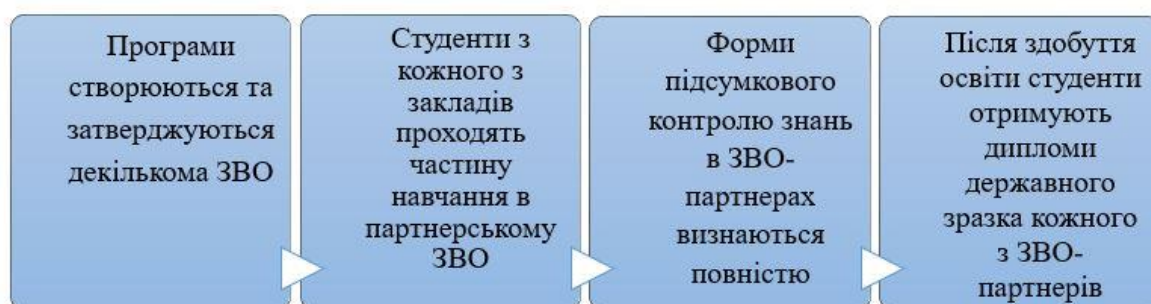 Програми
створюються та
затверджуються
декількома ЗВО
Студенти з
кожного з
закладів
проходять
частину
навчання в
партнерському
ЗВО
Форми
підсумкового
контролю знань
в ЗВО-
партнерах
визнаються
повністю
Після здобуття
освіти студенти
отримують
дипломи
державного
зразка кожного
з ЗВО-
партнерів